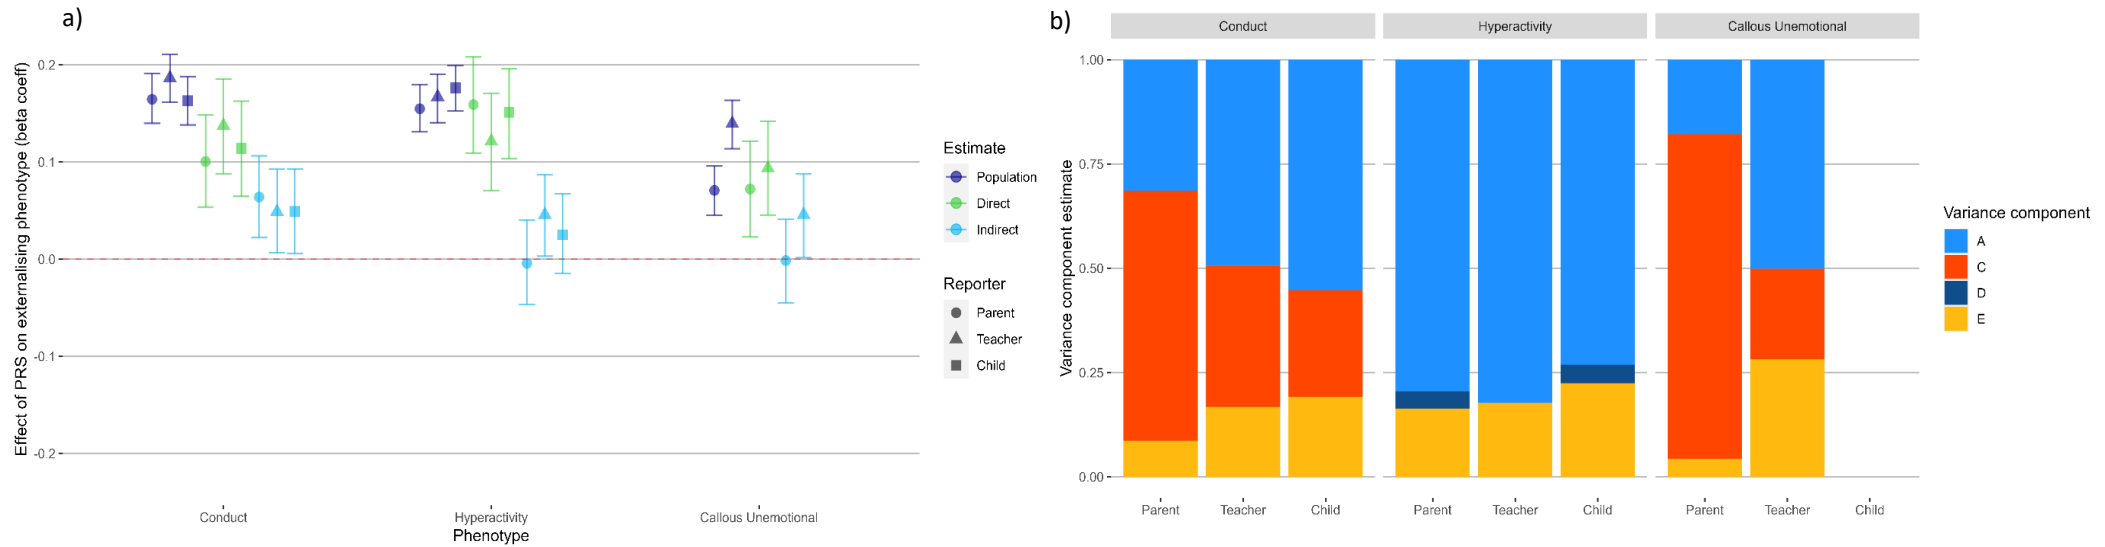 a)
Effect of PRS on externalising phenotype (beta coeff)
0.2
0.1
0.0
-0.1
-0.2
Conduct
Hyperactivity
Callous Unemotional
Phenotype
Estimate
Population
Direct
Indirect
Reporter
Parent
Teacher
Child
b)
Conduct
Hyperactivity
Callous Unemotional
Variance component estimate
1.00
0.75
0.50
0.25
0.00
Parent Teacher Child
Parent Teacher Child
Parent Teacher Child
Variance component
A
C
D
E